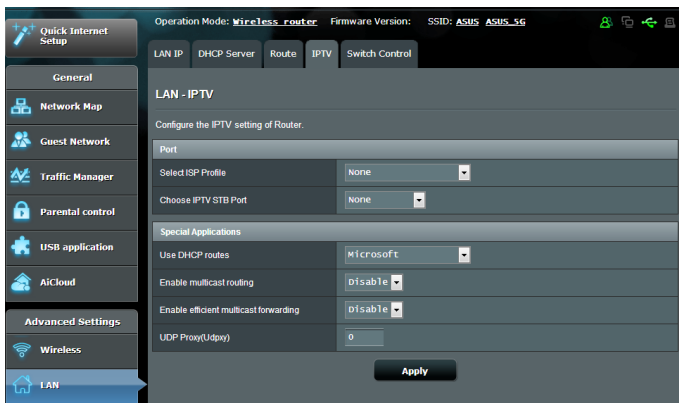 Quick Internet
Setup
Operation Mode: Wireless router Firmware Version: SSID: ASUS ASUS_5G
LAN IP DHCP Server Route IPTV Switch Control
General
Network Map
Guest Network
Traffic Manager
Parental control
USB application
AiCloud
Advanced Settings
Wireless
LAN
LAN - IPTV
Configure the IPTV setting of Router.
Port
Select ISP Profile None
Choose IPTV STB Port None
Special Applications
Use DHCP routes Microsoft
Enable multicast routing Disable
Enable efficient multicast forwarding Disable
UDP Proxy(Udpxy) 0
Apply